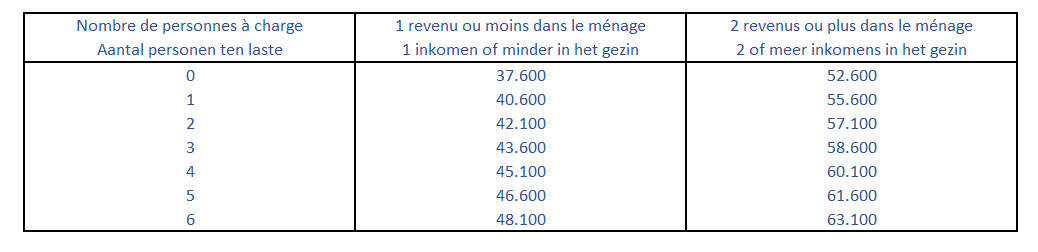 Nombre de personnes à charge 1 revenu ou moins dans le ménage 2 revenus ou plus dans le ménage
Aantal personen ten laste 1 inkomen of minder in het gezin 2 of meer inkomens in het gezin
0 37.600 52.600
1 40.600 55.600
2 42.100 57.100
3 43.600 58.600
4 45.100 60.100
5 46.600 61.600
6 48.100 63.100